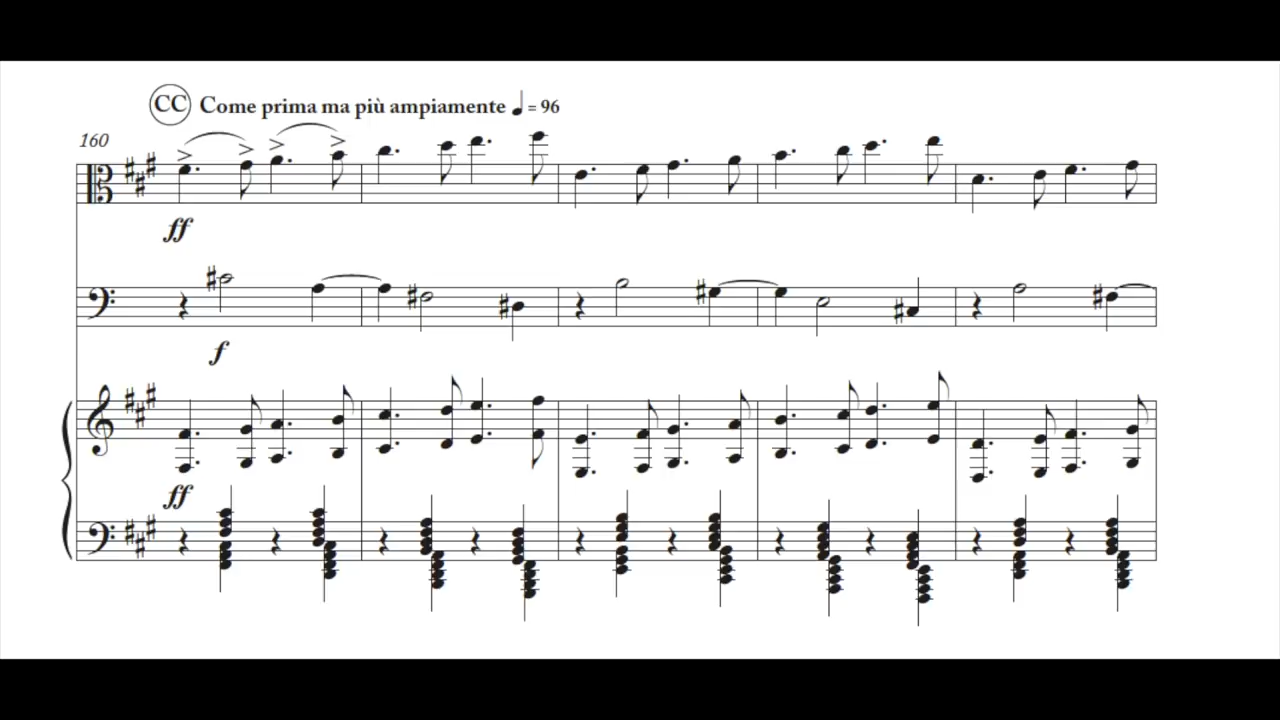 CC Come prima ma più ampiamente ♩ = 96
160
ff
f
ff